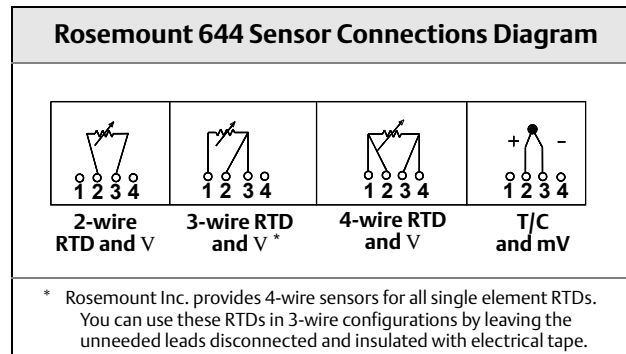 Rosemount 644 Sensor Connections Diagram
+ -
1 2 3 4 1 2 3 4 1 2 3 4 1 2 3 4
2-wire RTD and V
3-wire RTD and V *
4-wire RTD and V
T/C and mV
* Rosemount Inc. provides 4-wire sensors for all single element RTDs.
You can use these RTDs in 3-wire configurations by leaving the
unneeded leads disconnected and insulated with electrical tape.